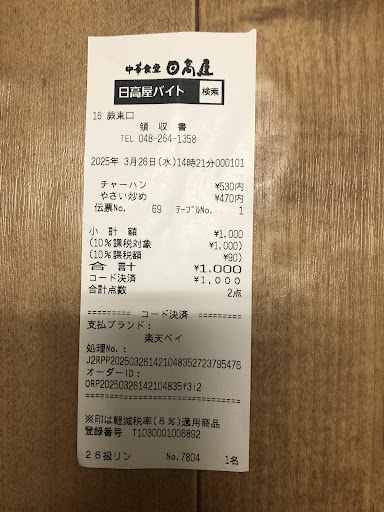 中華食堂 日高屋
日高屋バイト 検索
16 蕨東口
領 収 書
TEL 048-264-1358
2025年 3月26日(水)14時21分000101
チャーハン ¥530円
やさい炒め ¥470円
伝票No. 69 テーブルNo. 1
小 計 額 ¥1,000
(10%課税対象 ¥1,000)
(10%課税額 ¥90)
合 計 ¥1,000
コード決済 ¥1,000
合計点数 2点
========= コード決済 =========
支払ブランド:
楽天ペイ
処理No.:
J2RPP202503261421048352723795476
オーダーID:
ORP20250326142104835f3i2
==============================
※印は軽減税率(8%)適用商品
登録番号 T1030001006892
26扱リン No.7804 1名